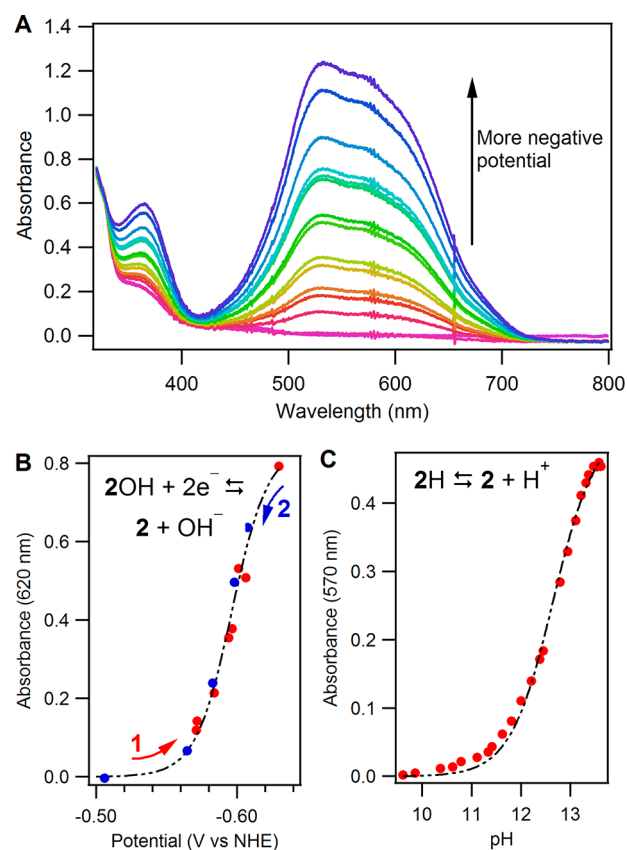 A
1.4
1.2
1.0
0.8
0.6
0.4
0.2
0.0
Absorbance
More negative
potential
400
500
600
700
800
Wavelength (nm)
B
0.8
0.6
0.4
0.2
0.0
Absorbance (620 nm)
2OH + 2e⁻ ⇆
2 + OH⁻
2
1
-0.50
-0.60
Potential (V vs NHE)
C
0.4
0.3
0.2
0.1
0.0
Absorbance (570 nm)
2H ⇆ 2 + H⁺
10
11
12
13
pH